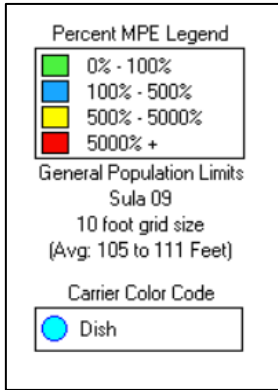 Percent MPE Legend
0% - 100%
100% - 500%
500% - 5000%
5000% +
General Population Limits
Sula 09
10 foot grid size
(Avg: 105 to 111 Feet)
Carrier Color Code
Dish